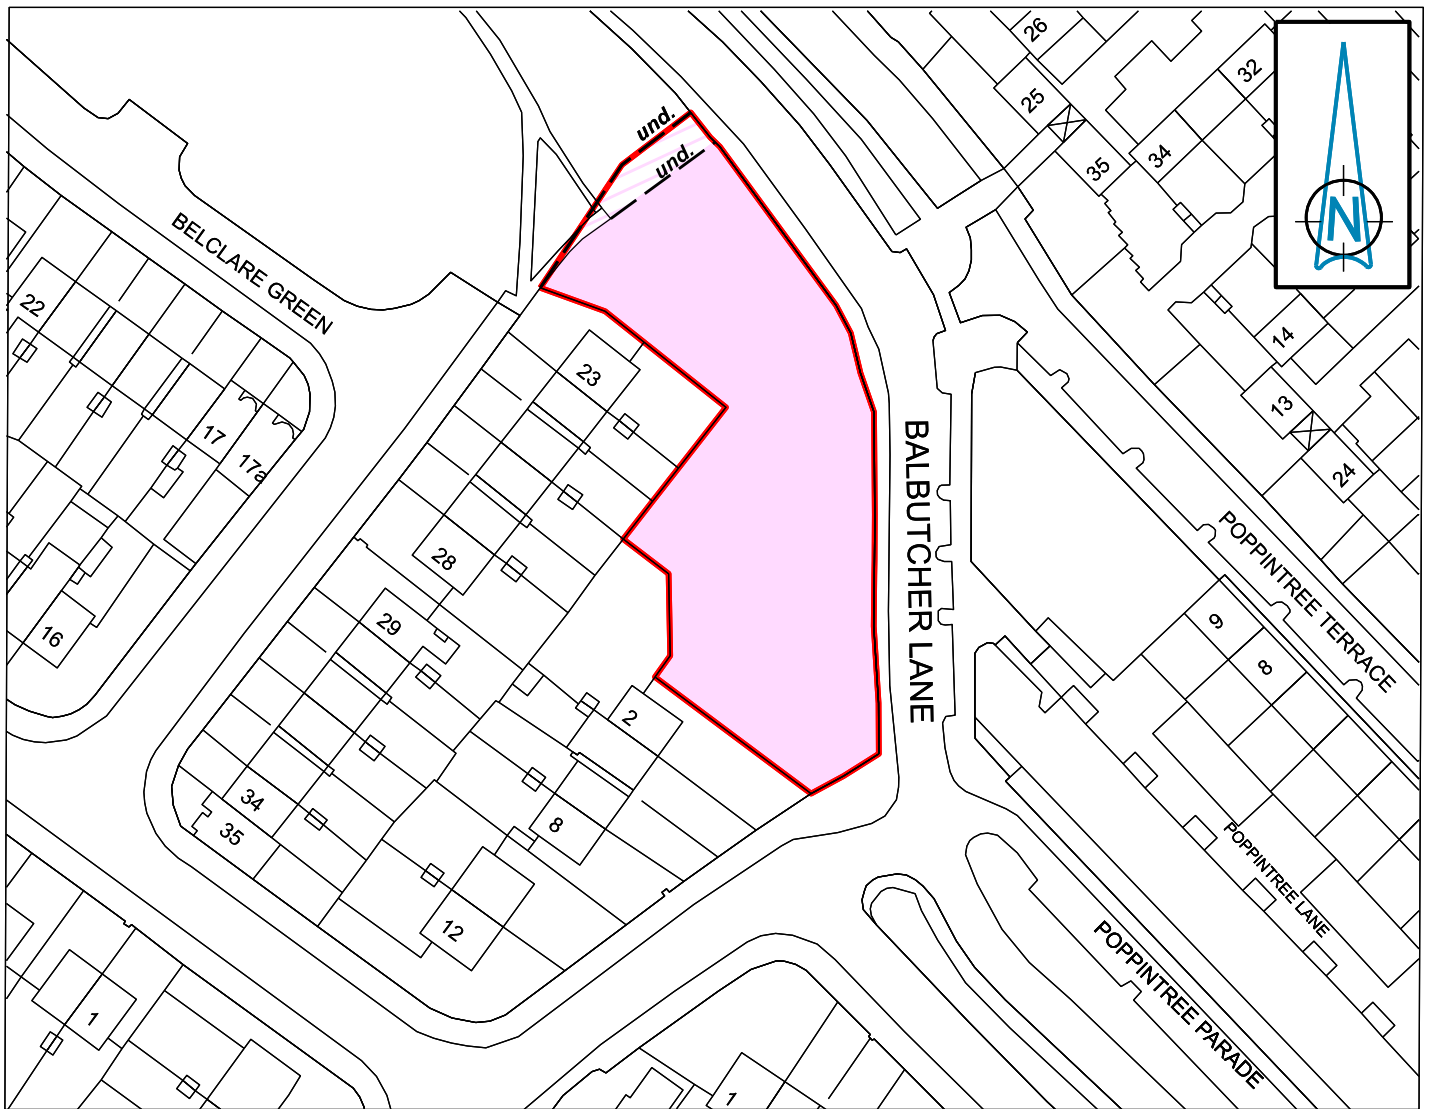 26
32
25
und.
und.
35
34
N
BELCLARE GREEN
22
14
23
13
17
17a
24
BALBUTCHER LANE
POPPINTREE TERRACE
28
29
16
9
8
2
34
35
8
12
POPPINTREE LANE
POPPINTREE PARADE
1
1